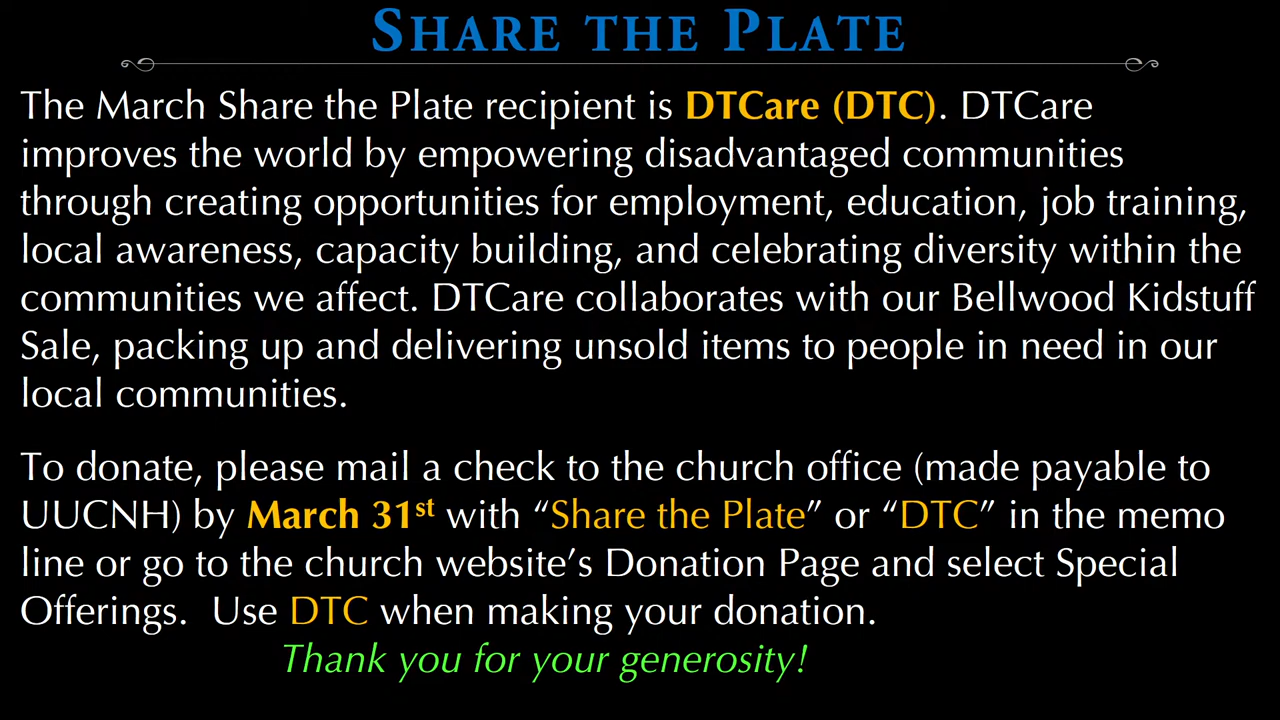 SHARE THE PLATE
The March Share the Plate recipient is DTCare (DTC). DTCare
improves the world by empowering disadvantaged communities
through creating opportunities for employment, education, job training,
local awareness, capacity building, and celebrating diversity within the
communities we affect. DTCare collaborates with our Bellwood Kidstuff
Sale, packing up and delivering unsold items to people in need in our
local communities.
To donate, please mail a check to the church office (made payable to
UUCNH) by March 31st with “Share the Plate” or “DTC” in the memo
line or go to the church website’s Donation Page and select Special
Offerings.  Use DTC when making your donation.
Thank you for your generosity!